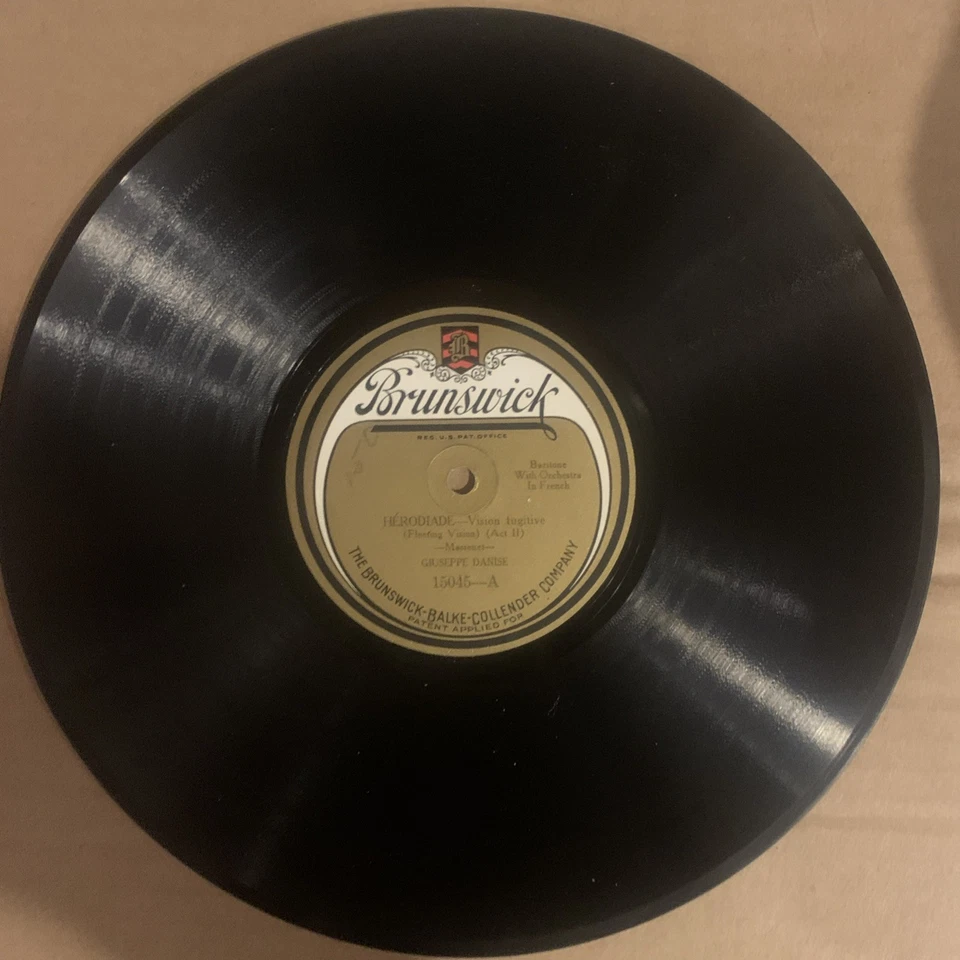 B
Brunswick
REG. U.S. PAT. OFFICE
Baritone
With Orchestra
In French
HÉRODIADE—Vision fugitive
(Fleeting Vision) (Act II)
—Massenet—
GIUSEPPE DANISE
15045—A
THE BRUNSWICK-BALKE-COLLENDER COMPANY
PATENT APPLIED FOR